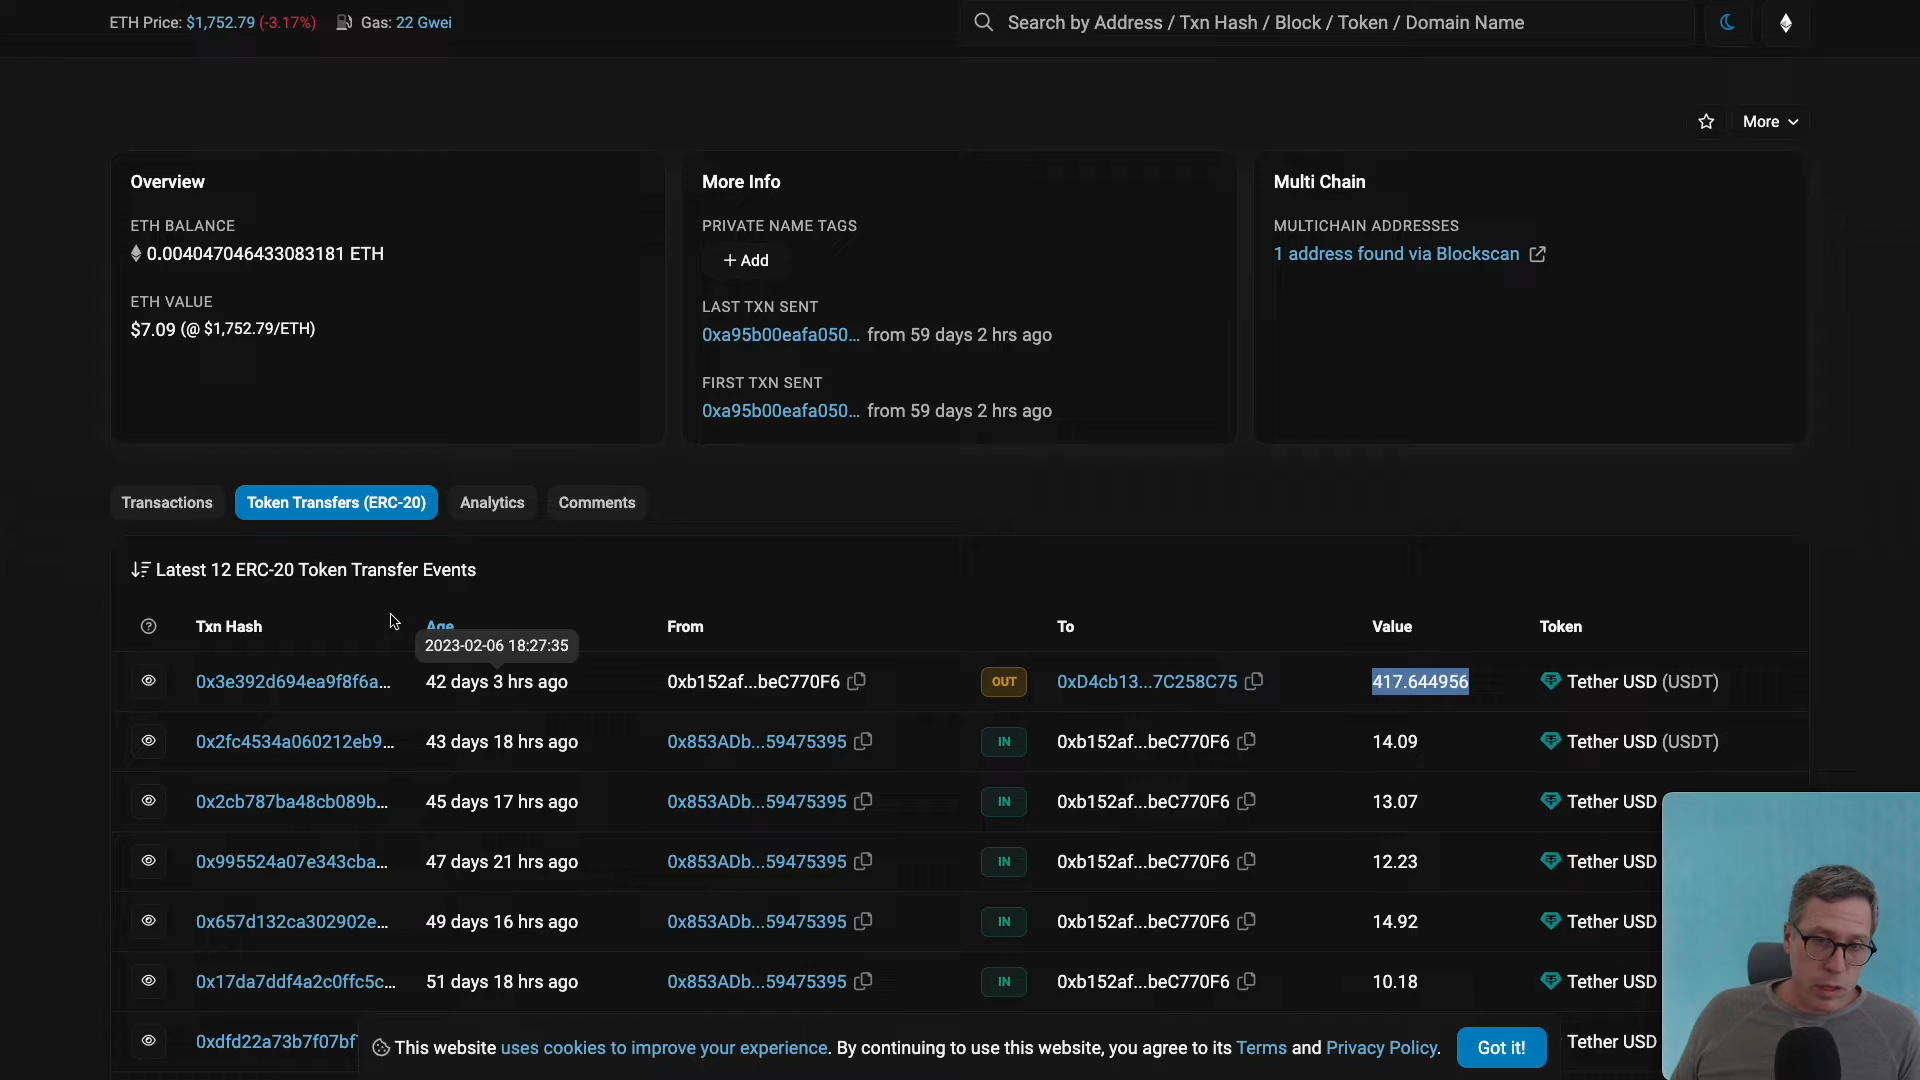 ETH Price: $1,752.79 (-3.17%) Gas: 22 Gwei
Search by Address / Txn Hash / Block / Token / Domain Name
More
Overview
ETH BALANCE
0.004047046433083181 ETH
ETH VALUE
$7.09 (@ $1,752.79/ETH)
More Info
PRIVATE NAME TAGS
+ Add
LAST TXN SENT
0xa95b00eafa050... from 59 days 2 hrs ago
FIRST TXN SENT
0xa95b00eafa050... from 59 days 2 hrs ago
Multi Chain
MULTICHAIN ADDRESSES
1 address found via Blockscan
Transactions Token Transfers (ERC-20) Analytics Comments
Latest 12 ERC-20 Token Transfer Events
Txn Hash Age From To Value Token
2023-02-06 18:27:35
0x3e392d694ea9f8f6a... 42 days 3 hrs ago 0xb152af...beC770F6 OUT 0xD4cb13...7C258C75 417.644956 Tether USD (USDT)
0x2fc4534a060212eb9... 43 days 18 hrs ago 0x853ADb...59475395 IN 0xb152af...beC770F6 14.09 Tether USD (USDT)
0x2cb787ba48cb089b... 45 days 17 hrs ago 0x853ADb...59475395 IN 0xb152af...beC770F6 13.07 Tether USD
0x995524a07e343cba... 47 days 21 hrs ago 0x853ADb...59475395 IN 0xb152af...beC770F6 12.23 Tether USD
0x657d132ca302902e... 49 days 16 hrs ago 0x853ADb...59475395 IN 0xb152af...beC770F6 14.92 Tether USD
0x17da7ddf4a2c0ffc5c... 51 days 18 hrs ago 0x853ADb...59475395 IN 0xb152af...beC770F6 10.18 Tether USD
0xdfd22a73b7f07bf Tether USD
This website uses cookies to improve your experience. By continuing to use this website, you agree to its Terms and Privacy Policy. Got it!